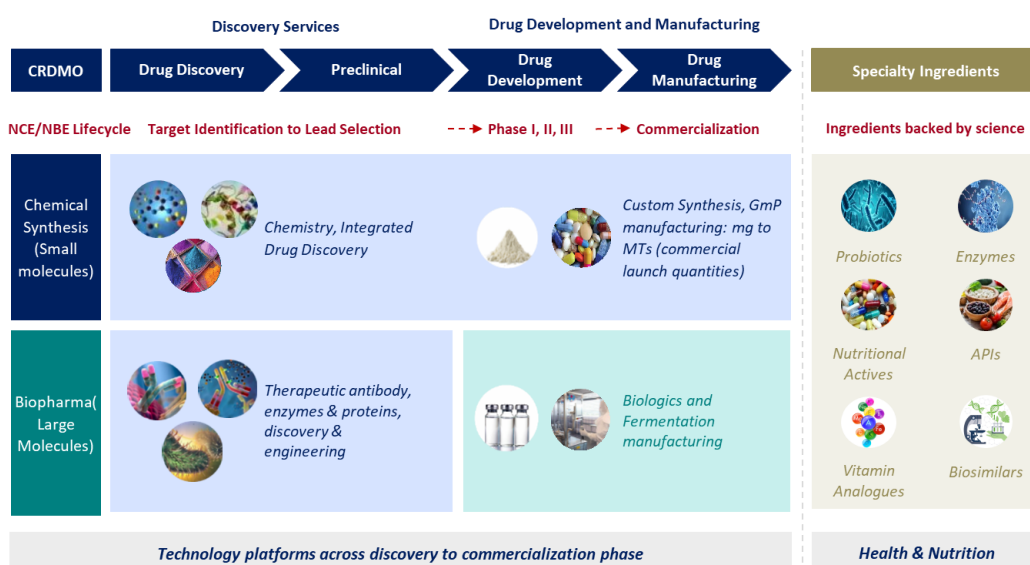 Discovery Services
Drug Development and Manufacturing
CRDMO
Drug Discovery
Preclinical
Drug
Development
Drug
Manufacturing
Specialty Ingredients
NCE/NBE Lifecycle
Target Identification to Lead Selection
Phase I, II, III
Commercialization
Ingredients backed by science
Chemical
Synthesis
(Small
molecules)
Chemistry, Integrated
Drug Discovery
Custom Synthesis, GmP
manufacturing: mg to
MTs (commercial
launch quantities)
Biopharma(
Large
Molecules)
Therapeutic antibody,
enzymes & proteins,
discovery &
engineering
Biologics and
Fermentation
manufacturing
Probiotics
Enzymes
Nutritional
Actives
APIs
Vitamin
Analogues
Biosimilars
Technology platforms across discovery to commercialization phase
Health & Nutrition